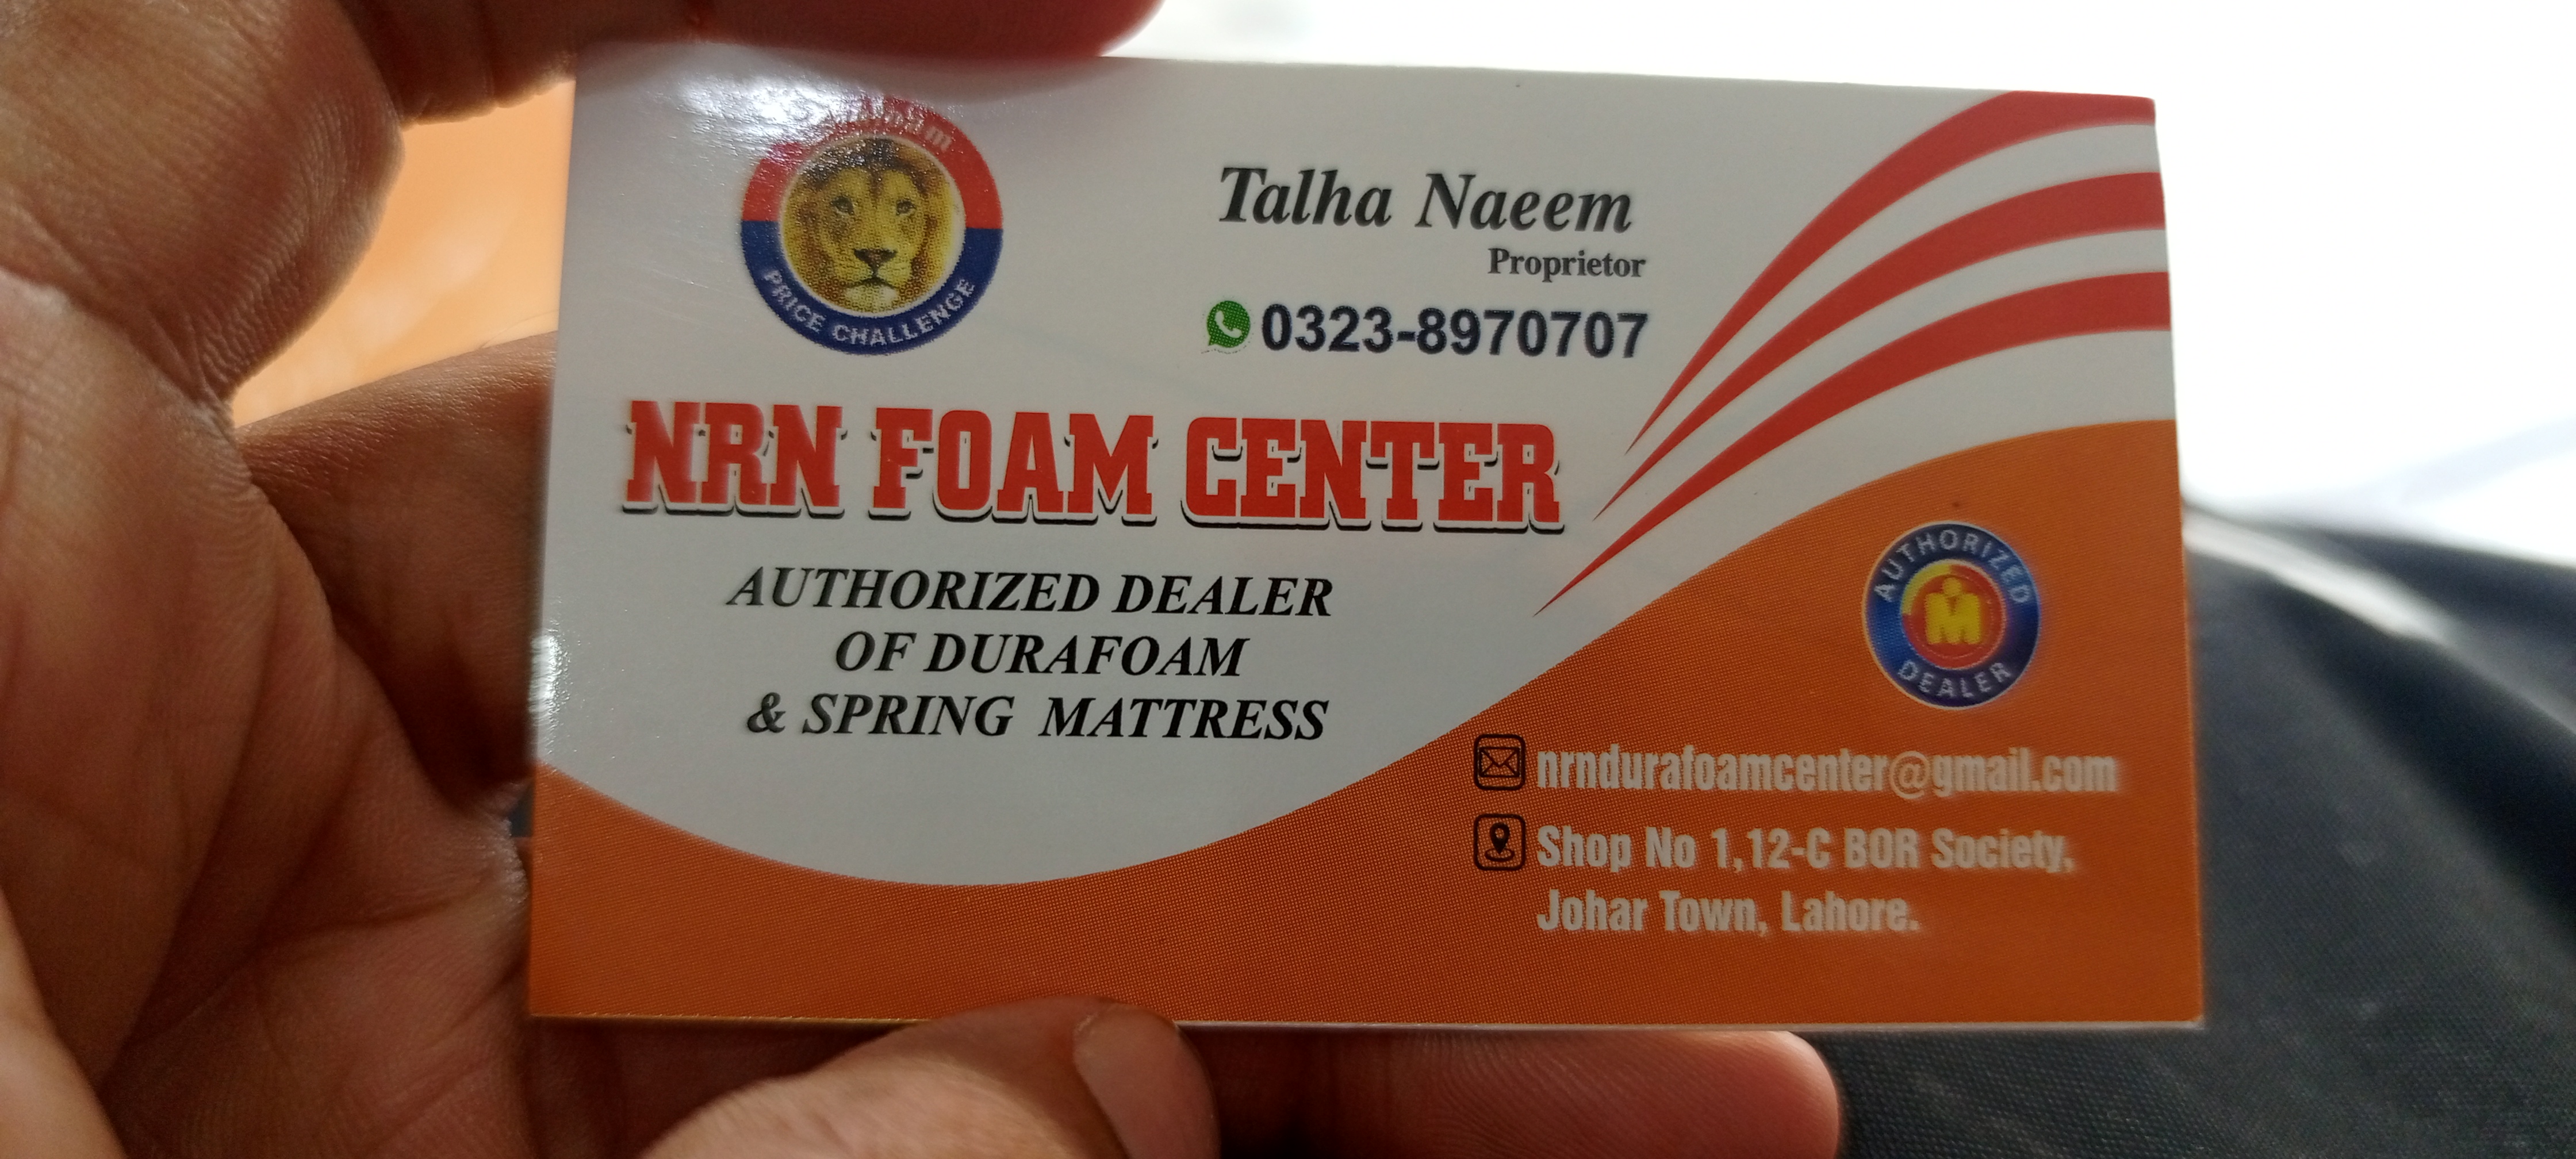 PRICE CHALLENGE
Talha Naeem
Proprietor
0323-8970707
NRN FOAM CENTER
AUTHORIZED DEALER
OF DURAFOAM
& SPRING MATTRESS
AUTHORIZED
M
DEALER
nrndurafoamcenter@gmail.com
Shop No 1,12-C BOR Society,
Johar Town, Lahore.